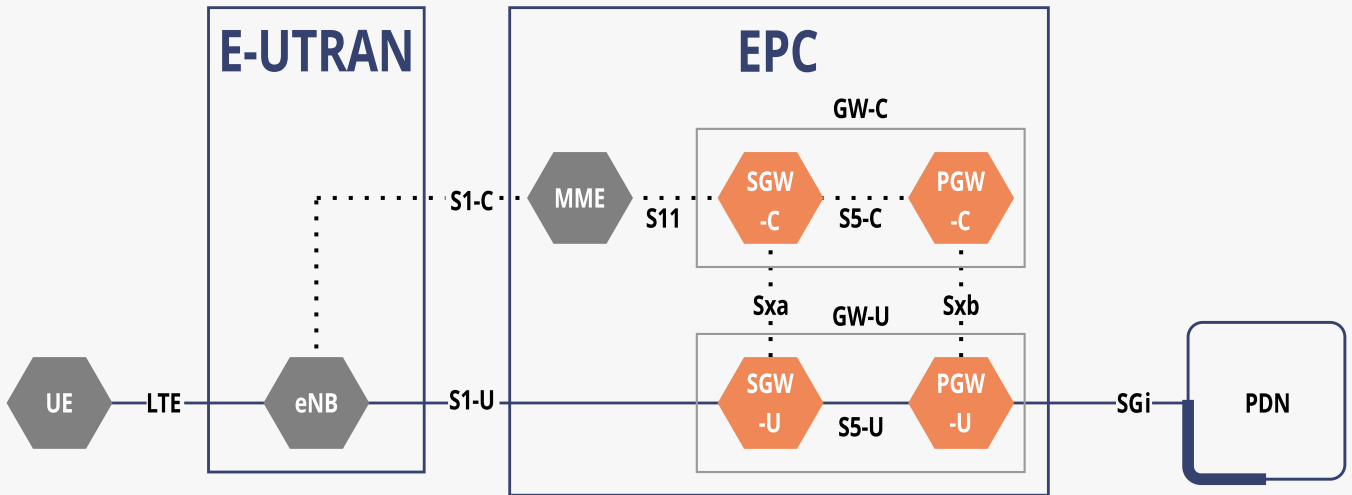 E-UTRAN
EPC
GW-C
SGW
-C
PGW
-C
MME
S1-C
S11
S5-C
Sxa
Sxb
GW-U
UE
LTE
eNB
S1-U
SGW
-U
S5-U
PGW
-U
SGi
PDN